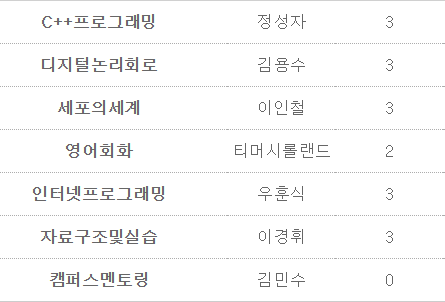 C++프로그래밍 정성자 3
디지털논리회로 김용수 3
세포의세계 이인철 3
영어회화 티머시롤랜드 2
인터넷프로그래밍 우훈식 3
자료구조및실습 이경휘 3
캠퍼스멘토링 김민수 0